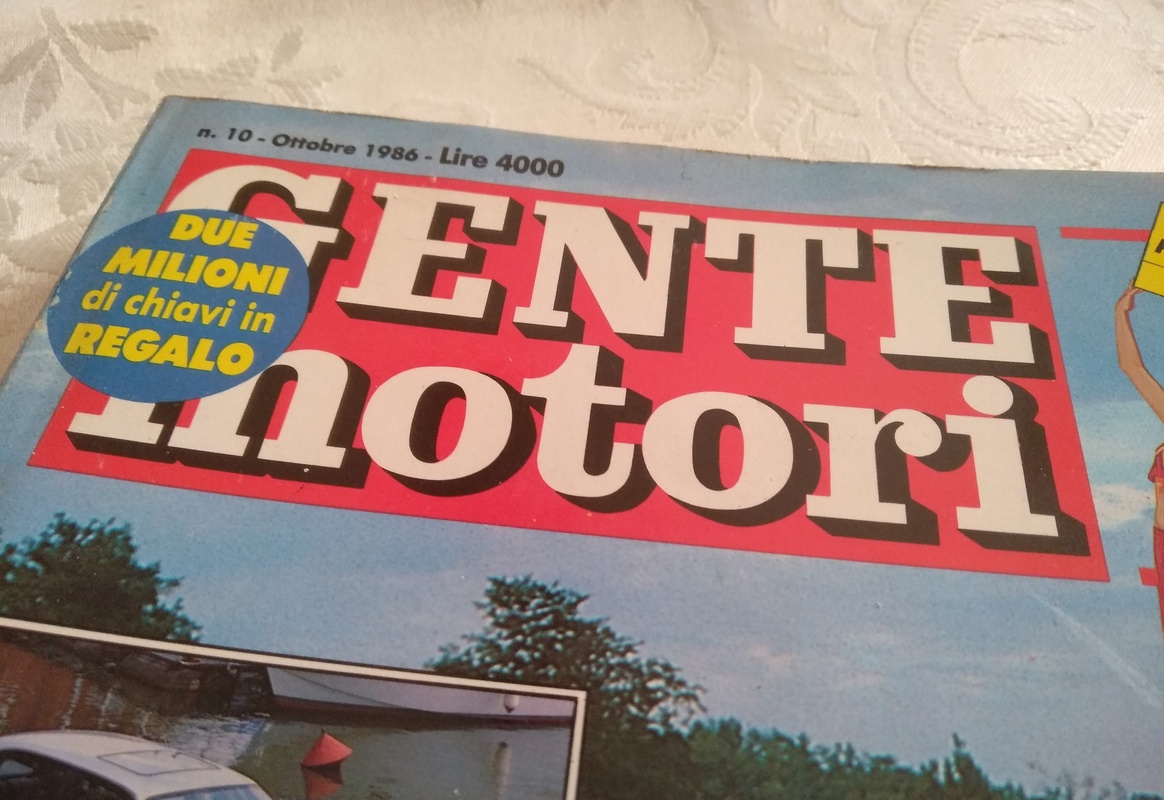 n. 10 - Ottobre 1986 - Lire 4000
GENTE
motori
DUE
MILIONI
di chiavi in
REGALO